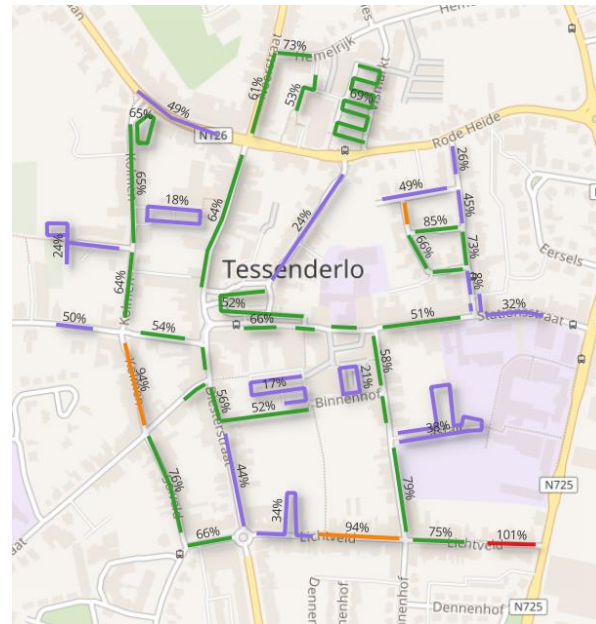 73%
Hemelrijk
61%
53%
69%
65%
49%
N126
Rode Heide
26%
65%
18%
64%
24%
49%
45%
85%
66%
73%
24%
Eersels
64%
Kolmen
Tessenderlo
52%
8%
50%
54%
66%
51%
32%
Stationsstraat
94%
58%
17%
21%
56%
52%
Binnenhof
Diesterstraat
38%
76%
44%
34%
79%
N725
66%
94%
Lichtveld
75%
101%
Lichtveld
Dennenhof
N725